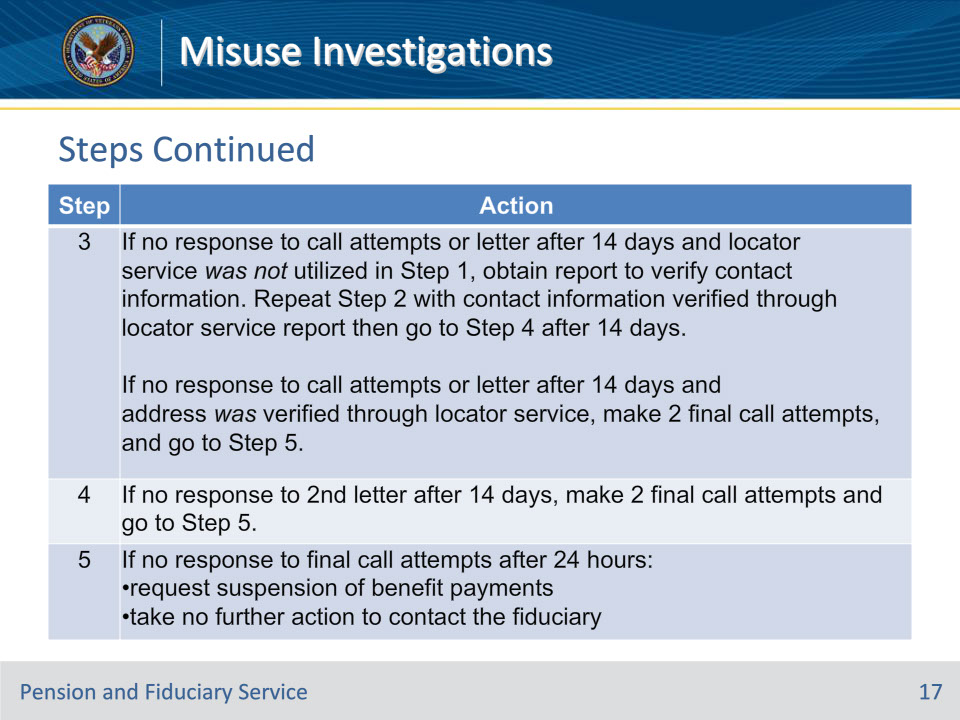 Misuse Investigations
Steps Continued
Step Action
3 If no response to call attempts or letter after 14 days and locator
service was not utilized in Step 1, obtain report to verify contact
information. Repeat Step 2 with contact information verified through
locator service report then go to Step 4 after 14 days.
If no response to call attempts or letter after 14 days and
address was verified through locator service, make 2 final call attempts,
and go to Step 5.
4 If no response to 2nd letter after 14 days, make 2 final call attempts and
go to Step 5.
5 If no response to final call attempts after 24 hours:
•request suspension of benefit payments
•take no further action to contact the fiduciary
Pension and Fiduciary Service 17